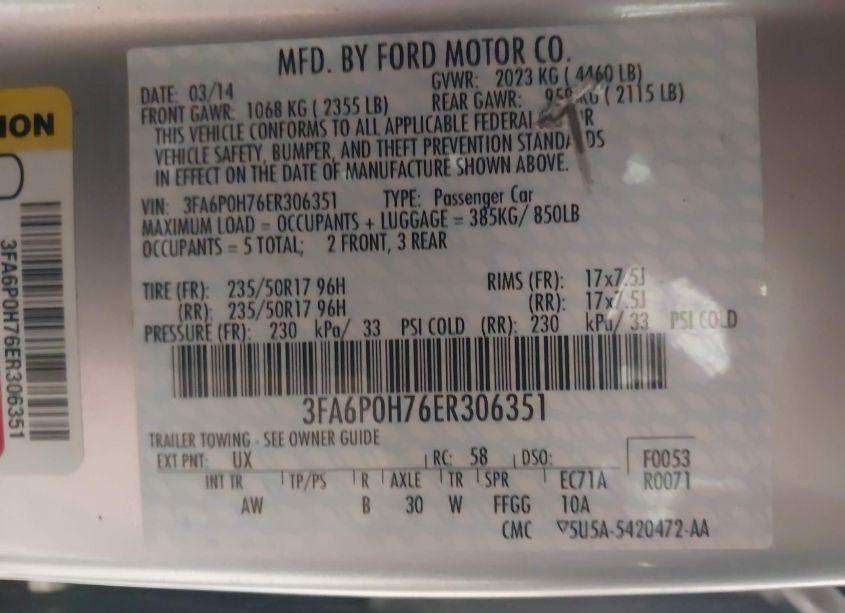 MFD. BY FORD MOTOR CO.
DATE: 03/14 GVWR: 2023 KG ( 4460 LB)
FRONT GAWR: 1068 KG ( 2355 LB) REAR GAWR: KG ( 2115 LB)
THIS VEHICLE CONFORMS TO ALL APPLICABLE FEDERAL
VEHICLE SAFETY, BUMPER, AND THEFT PREVENTION STANDARDS
IN EFFECT ON THE DATE OF MANUFACTURE SHOWN ABOVE.
VIN: 3FA6P0H76ER306351 TYPE: Passenger Car
MAXIMUM LOAD = OCCUPANTS + LUGGAGE = 385KG/ 850LB
OCCUPANTS = 5 TOTAL; 2 FRONT, 3 REAR
TIRE (FR): 235/50R17 96H RIMS (FR): 17x7.5J
(RR): 235/50R17 96H (RR): 17x7.5J
PRESSURE (FR): 230 kPa/ 33 PSI COLD (RR): 230 kPa/ 33 PSI COLD
3FA6P0H76ER306351
TRAILER TOWING - SEE OWNER GUIDE
EXT PNT: UX RC: 58 DSO: F0053
INT TR TP/PS R AXLE TR SPR EC71A R0071
AW B 30 W FFGG 10A
CMC ▽5U5A-5420472-AA
ION
3FA6P0H76ER306351